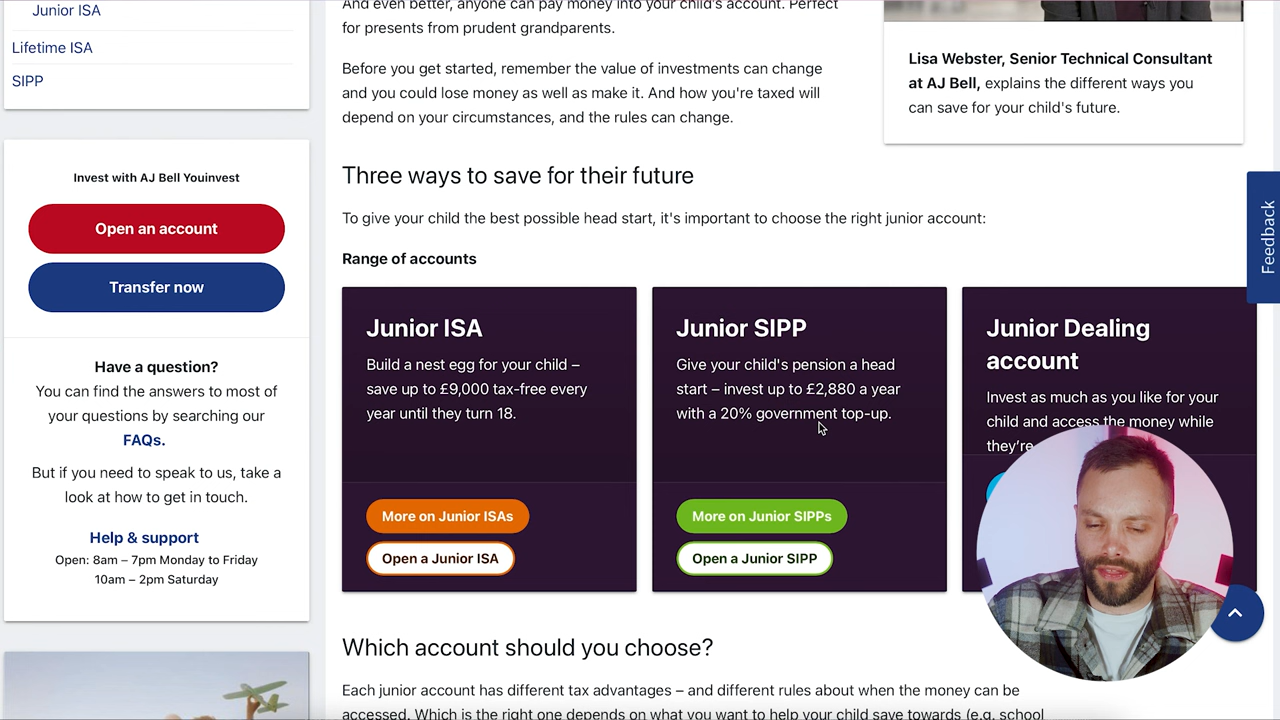 Junior ISA
Lifetime ISA
SIPP
Invest with AJ Bell Youinvest
Open an account
Transfer now
Have a question?
You can find the answers to most of
your questions by searching our
FAQs.
But if you need to speak to us, take a
look at how to get in touch.
Help & support
Open: 8am – 7pm Monday to Friday
10am – 2pm Saturday
And even better, anyone can pay money into your child's account. Perfect
for presents from prudent grandparents.
Before you get started, remember the value of investments can change
and you could lose money as well as make it. And how you're taxed will
depend on your circumstances, and the rules can change.
Lisa Webster, Senior Technical Consultant
at AJ Bell, explains the different ways you
can save for your child's future.
Three ways to save for their future
To give your child the best possible head start, it's important to choose the right junior account:
Range of accounts
Junior ISA
Build a nest egg for your child –
save up to £9,000 tax-free every
year until they turn 18.
More on Junior ISAs
Open a Junior ISA
Junior SIPP
Give your child's pension a head
start – invest up to £2,880 a year
with a 20% government top-up.
More on Junior SIPPs
Open a Junior SIPP
Junior Dealing
account
Invest as much as you like for your
child and access the money while
they're
Feedback
Which account should you choose?
Each junior account has different tax advantages – and different rules about when the money can be
accessed. Which is the right one depends on what you want to help your child save towards (e.g. school